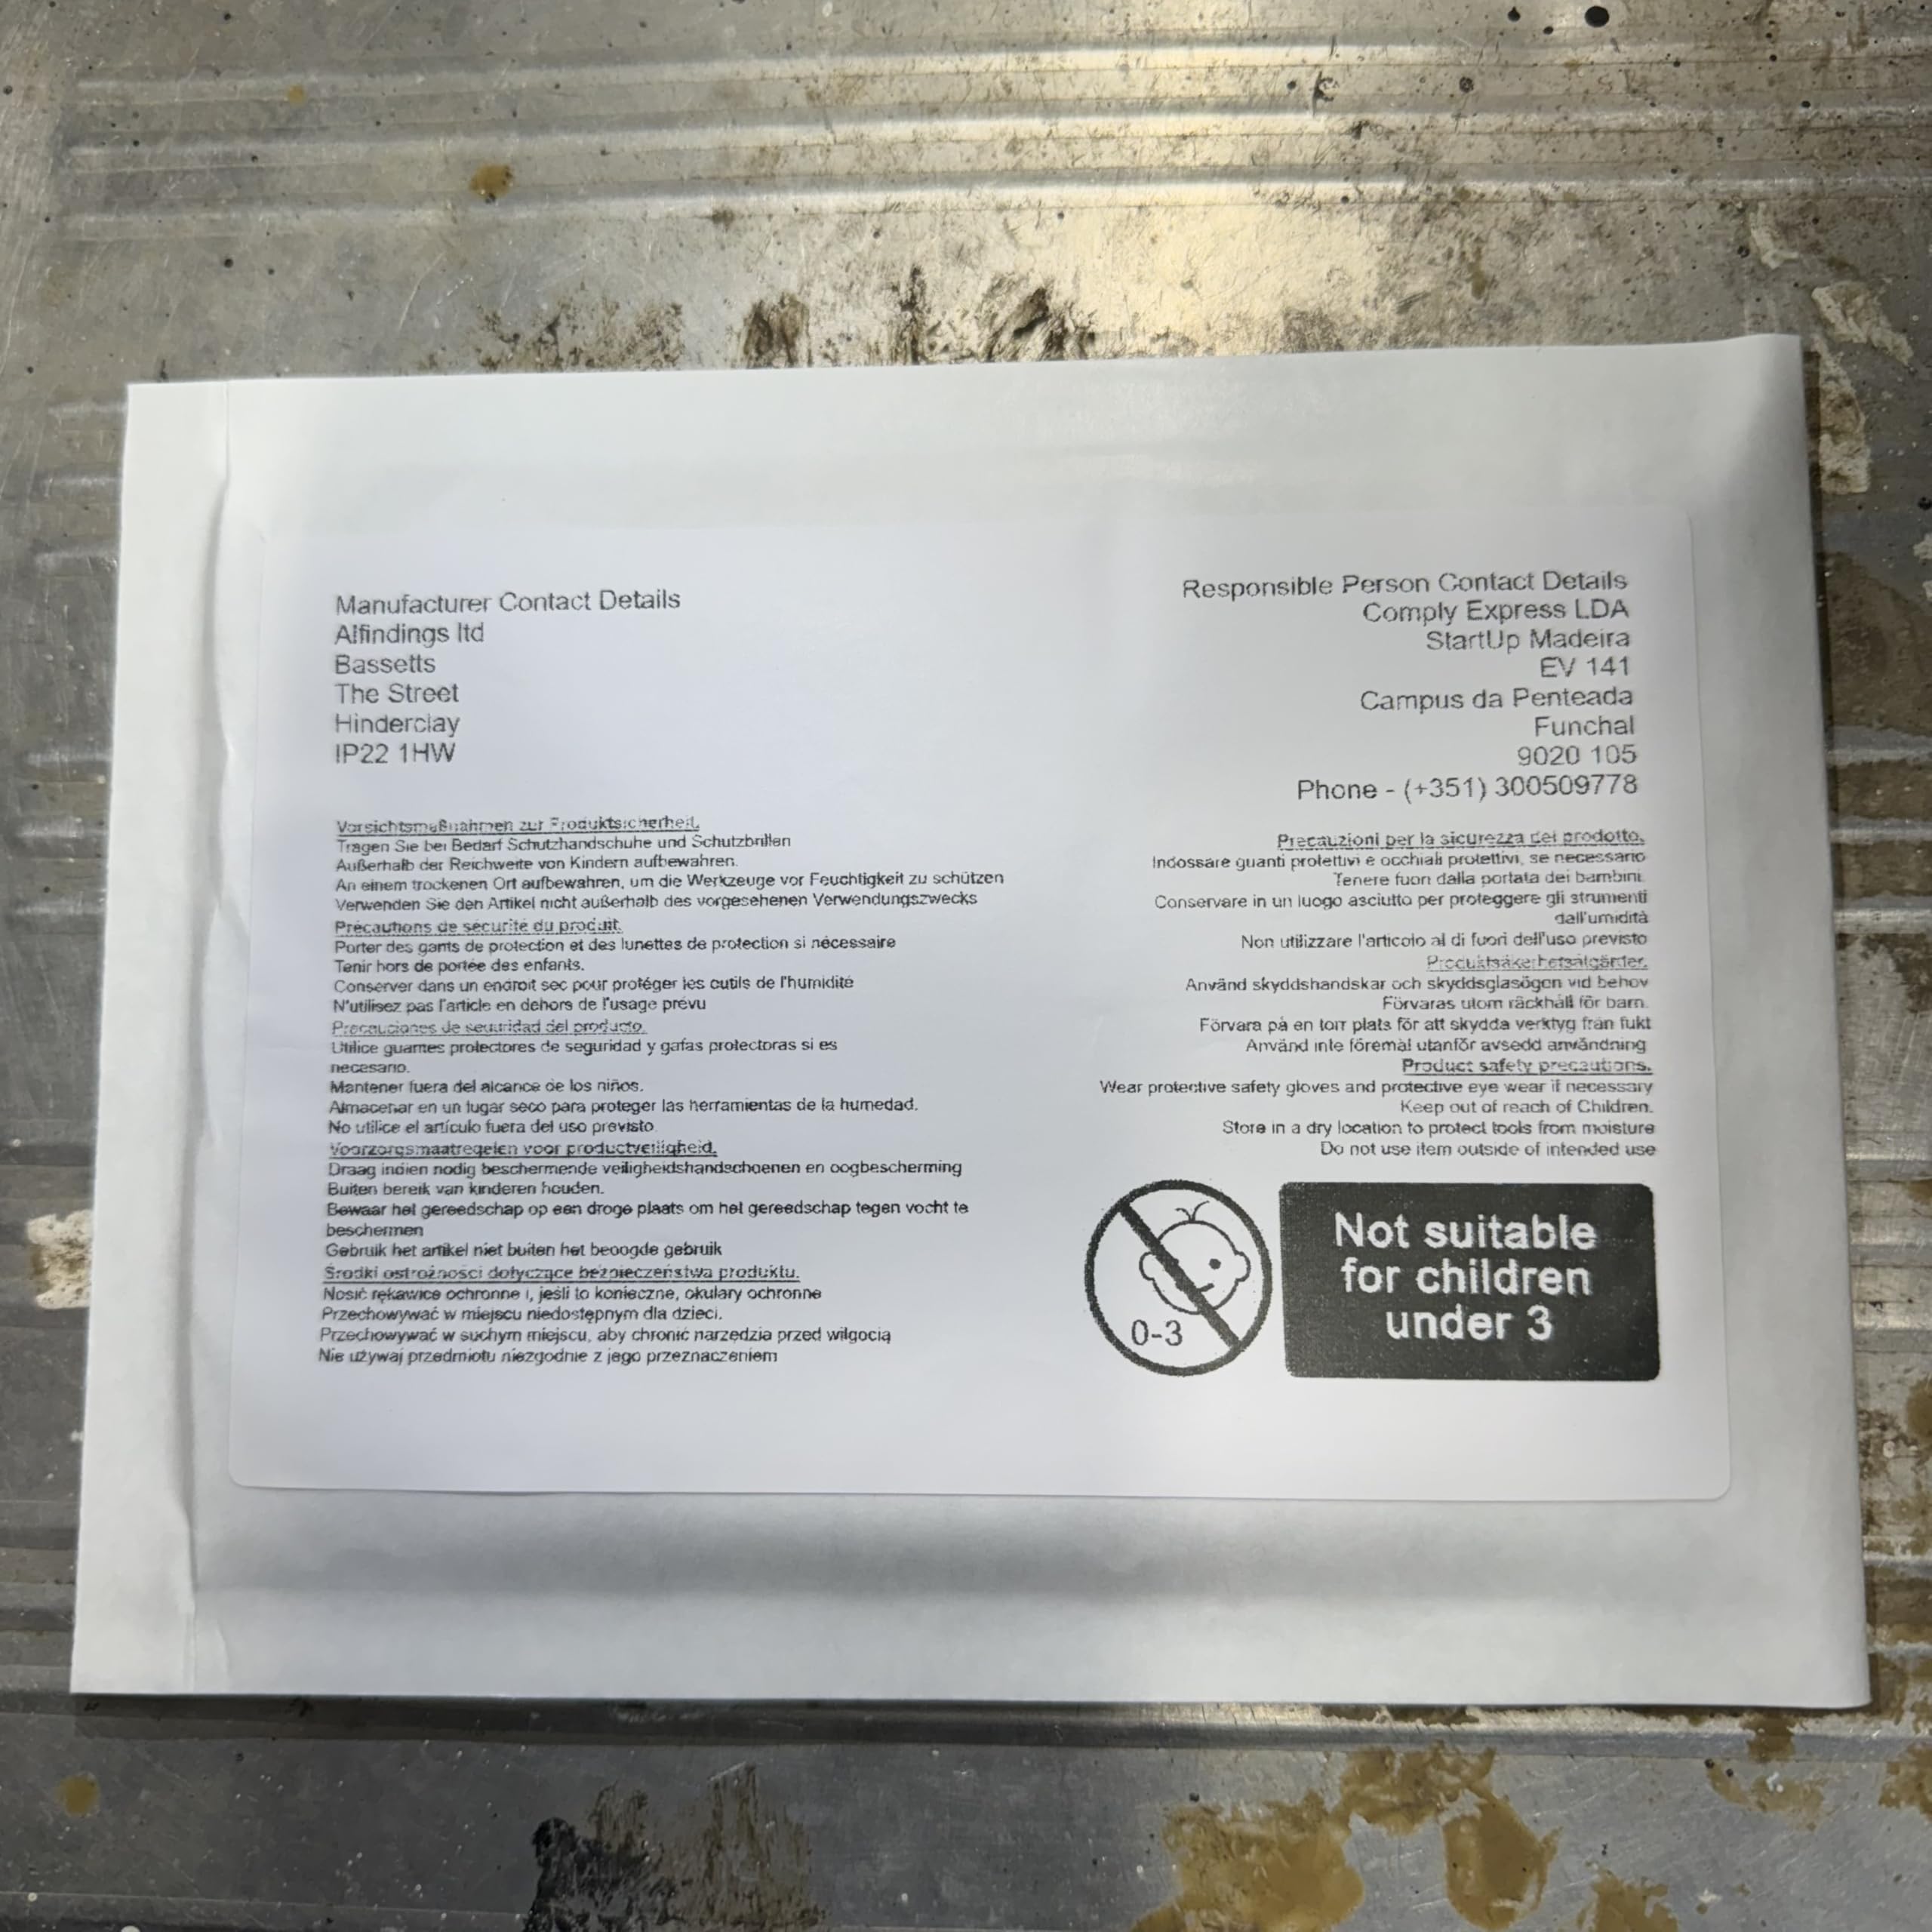 Manufacturer Contact Details
Alfindings ltd
Bassetts
The Street
Hinderclay
IP22 1HW
Responsible Person Contact Details
Comply Express LDA
StartUp Madeira
EV 141
Campus da Penteada
Funchal
9020 105
Phone - (+351) 300509778
Vorsichtsmaßnahmen zur Produktsicherheit.
Tragen Sie bei Bedarf Schutzhandschuhe und Schutzbrillen
Außerhalb der Reichweite von Kindern aufbewahren.
An einem trockenen Ort aufbewahren, um die Werkzeuge vor Feuchtigkeit zu schützen
Verwenden Sie den Artikel nicht außerhalb des vorgesehenen Verwendungszwecks
Précautions de sécurité du produit.
Porter des gants de protection et des lunettes de protection si nécessaire
Tenir hors de portée des enfants.
Conserver dans un endroit sec pour protéger les outils de l'humidité
N'utilisez pas l'article en dehors de l'usage prévu
Precauciones de seguridad del producto.
Utilice guantes protectores de seguridad y gafas protectoras si es
necesario.
Mantener fuera del alcance de los niños.
Almacenar en un lugar seco para proteger las herramientas de la humedad.
No utilice el artículo fuera del uso previsto
Voorzorgsmaatregelen voor productveiligheid.
Draag indien nodig beschermende veiligheidshandschoenen en oogbescherming
Buiten bereik van kinderen houden.
Bewaar het gereedschap op een droge plaats om het gereedschap tegen vocht te
beschermen
Gebruik het artikel niet buiten het beoogde gebruik
Środki ostrożności dotyczące bezpieczeństwa produktu.
Nosić rękawice ochronne i, jeśli to konieczne, okulary ochronne
Przechowywać w miejscu niedostępnym dla dzieci.
Przechowywać w suchym miejscu, aby chronić narzędzia przed wilgocią
Nie używaj przedmiotu niezgodnie z jego przeznaczeniem
Precauzioni per la sicurezza del prodotto.
Indossare guanti protettivi e occhiali protettivi, se necessario
Tenere fuori dalla portata dei bambini.
Conservare in un luogo asciutto per proteggere gli strumenti
dall'umidità
Non utilizzare l'articolo al di fuori dell'uso previsto
Produktsäkerhetsåtgärder.
Använd skyddshandskar och skyddsglasögon vid behov
Förvaras utom räckhåll för barn.
Förvara på en torr plats för att skydda verktyg från fukt
Använd inte föremål utanför avsedd användning
Product safety precautions.
Wear protective safety gloves and protective eye wear if necessary
Keep out of reach of Children.
Store in a dry location to protect tools from moisture
Do not use item outside of intended use
0-3
Not suitable
for children
under 3